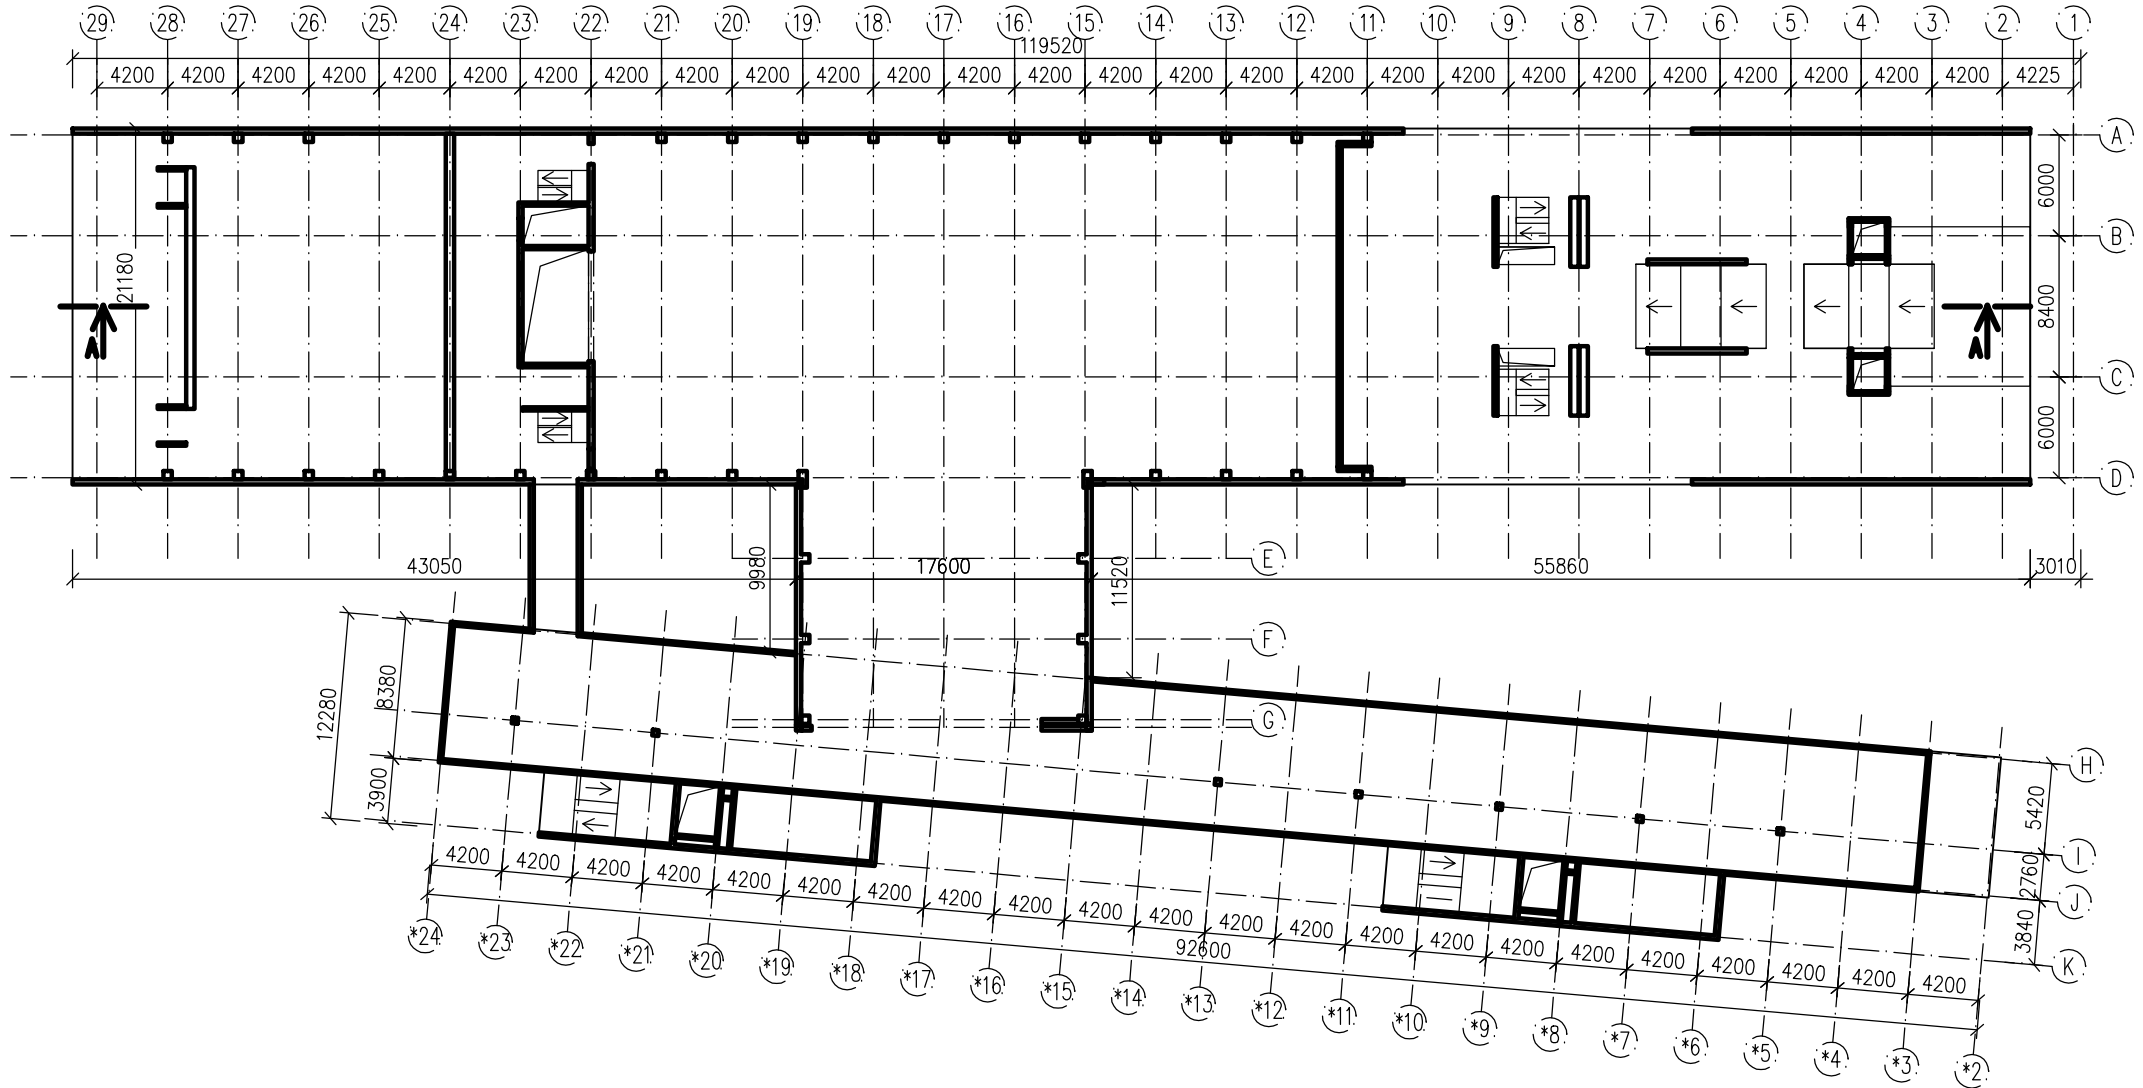 29 28 27 26 25 24 23 22 21 20 19 18 17 16 15 14 13 12 11 10 9 8 7 6 5 4 3 2 1
119520
4200 4200 4200 4200 4200 4200 4200 4200 4200 4200 4200 4200 4200 4200 4200 4200 4200 4200 4200 4200 4200 4200 4200 4200 4200 4200 4200 4225
A
6000
B
21180
8400
A
A
C
6000
D
9980
11520
E
43050 17600 55860 3010
F
8380
12280
G
3900
H
5420
I
2760
J
3840
K
4200 4200 4200 4200 4200 4200 4200 4200 4200 4200 4200 4200 4200 4200 4200 4200 4200 4200 4200 4200 4200 4200
92600
*24 *23 *22 *21 *20 *19 *18 *17 *16 *15 *14 *13 *12 *11 *10 *9 *8 *7 *6 *5 *4 *3 *2